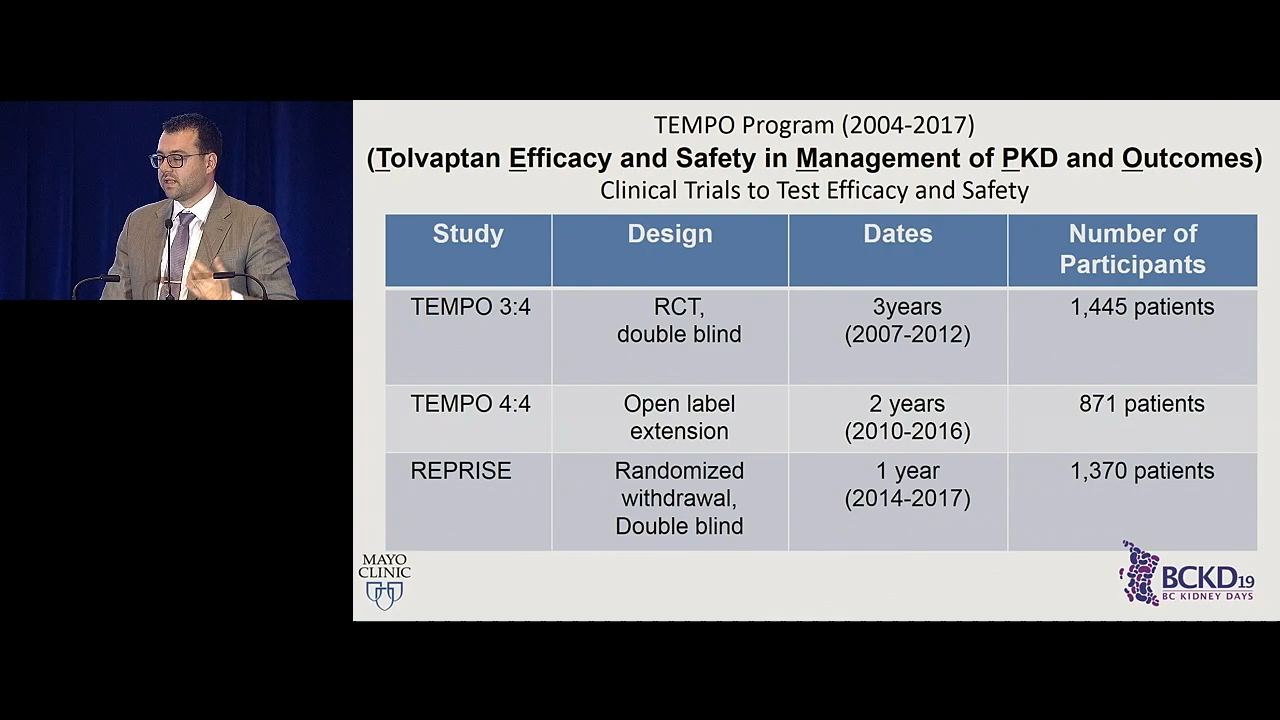 TEMPO Program (2004-2017)
(Tolvaptan Efficacy and Safety in Management of PKD and Outcomes)
Clinical Trials to Test Efficacy and Safety
Study Design Dates Number of
Participants
TEMPO 3:4 RCT, 3years 1,445 patients
double blind (2007-2012)
TEMPO 4:4 Open label 2 years 871 patients
extension (2010-2016)
REPRISE Randomized 1 year 1,370 patients
withdrawal, (2014-2017)
Double blind
MAYO
CLINIC
BCKD19
BC KIDNEY DAYS